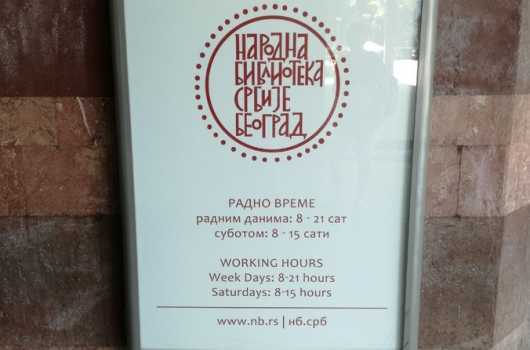 НАРОДНА
БИБЛИОТЕКА
СРБИЈЕ
БЕОГРАД
РАДНО ВРЕМЕ
радним данима: 8 - 21 сат
суботом: 8 - 15 сати
WORKING HOURS
Week Days: 8-21 hours
Saturdays: 8-15 hours
www.nb.rs | нб.срб